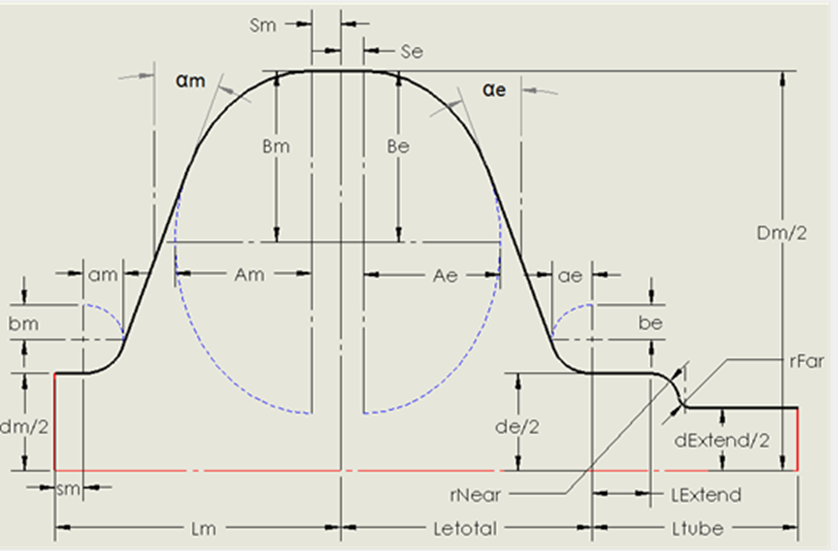 Sm
Se
αm
αe
Bm
Be
Dm/2
am
Am
Ae
ae
bm
be
rFar
dm/2
de/2
dExtend/2
sm
rNear
LExtend
Lm
Letotal
Ltube